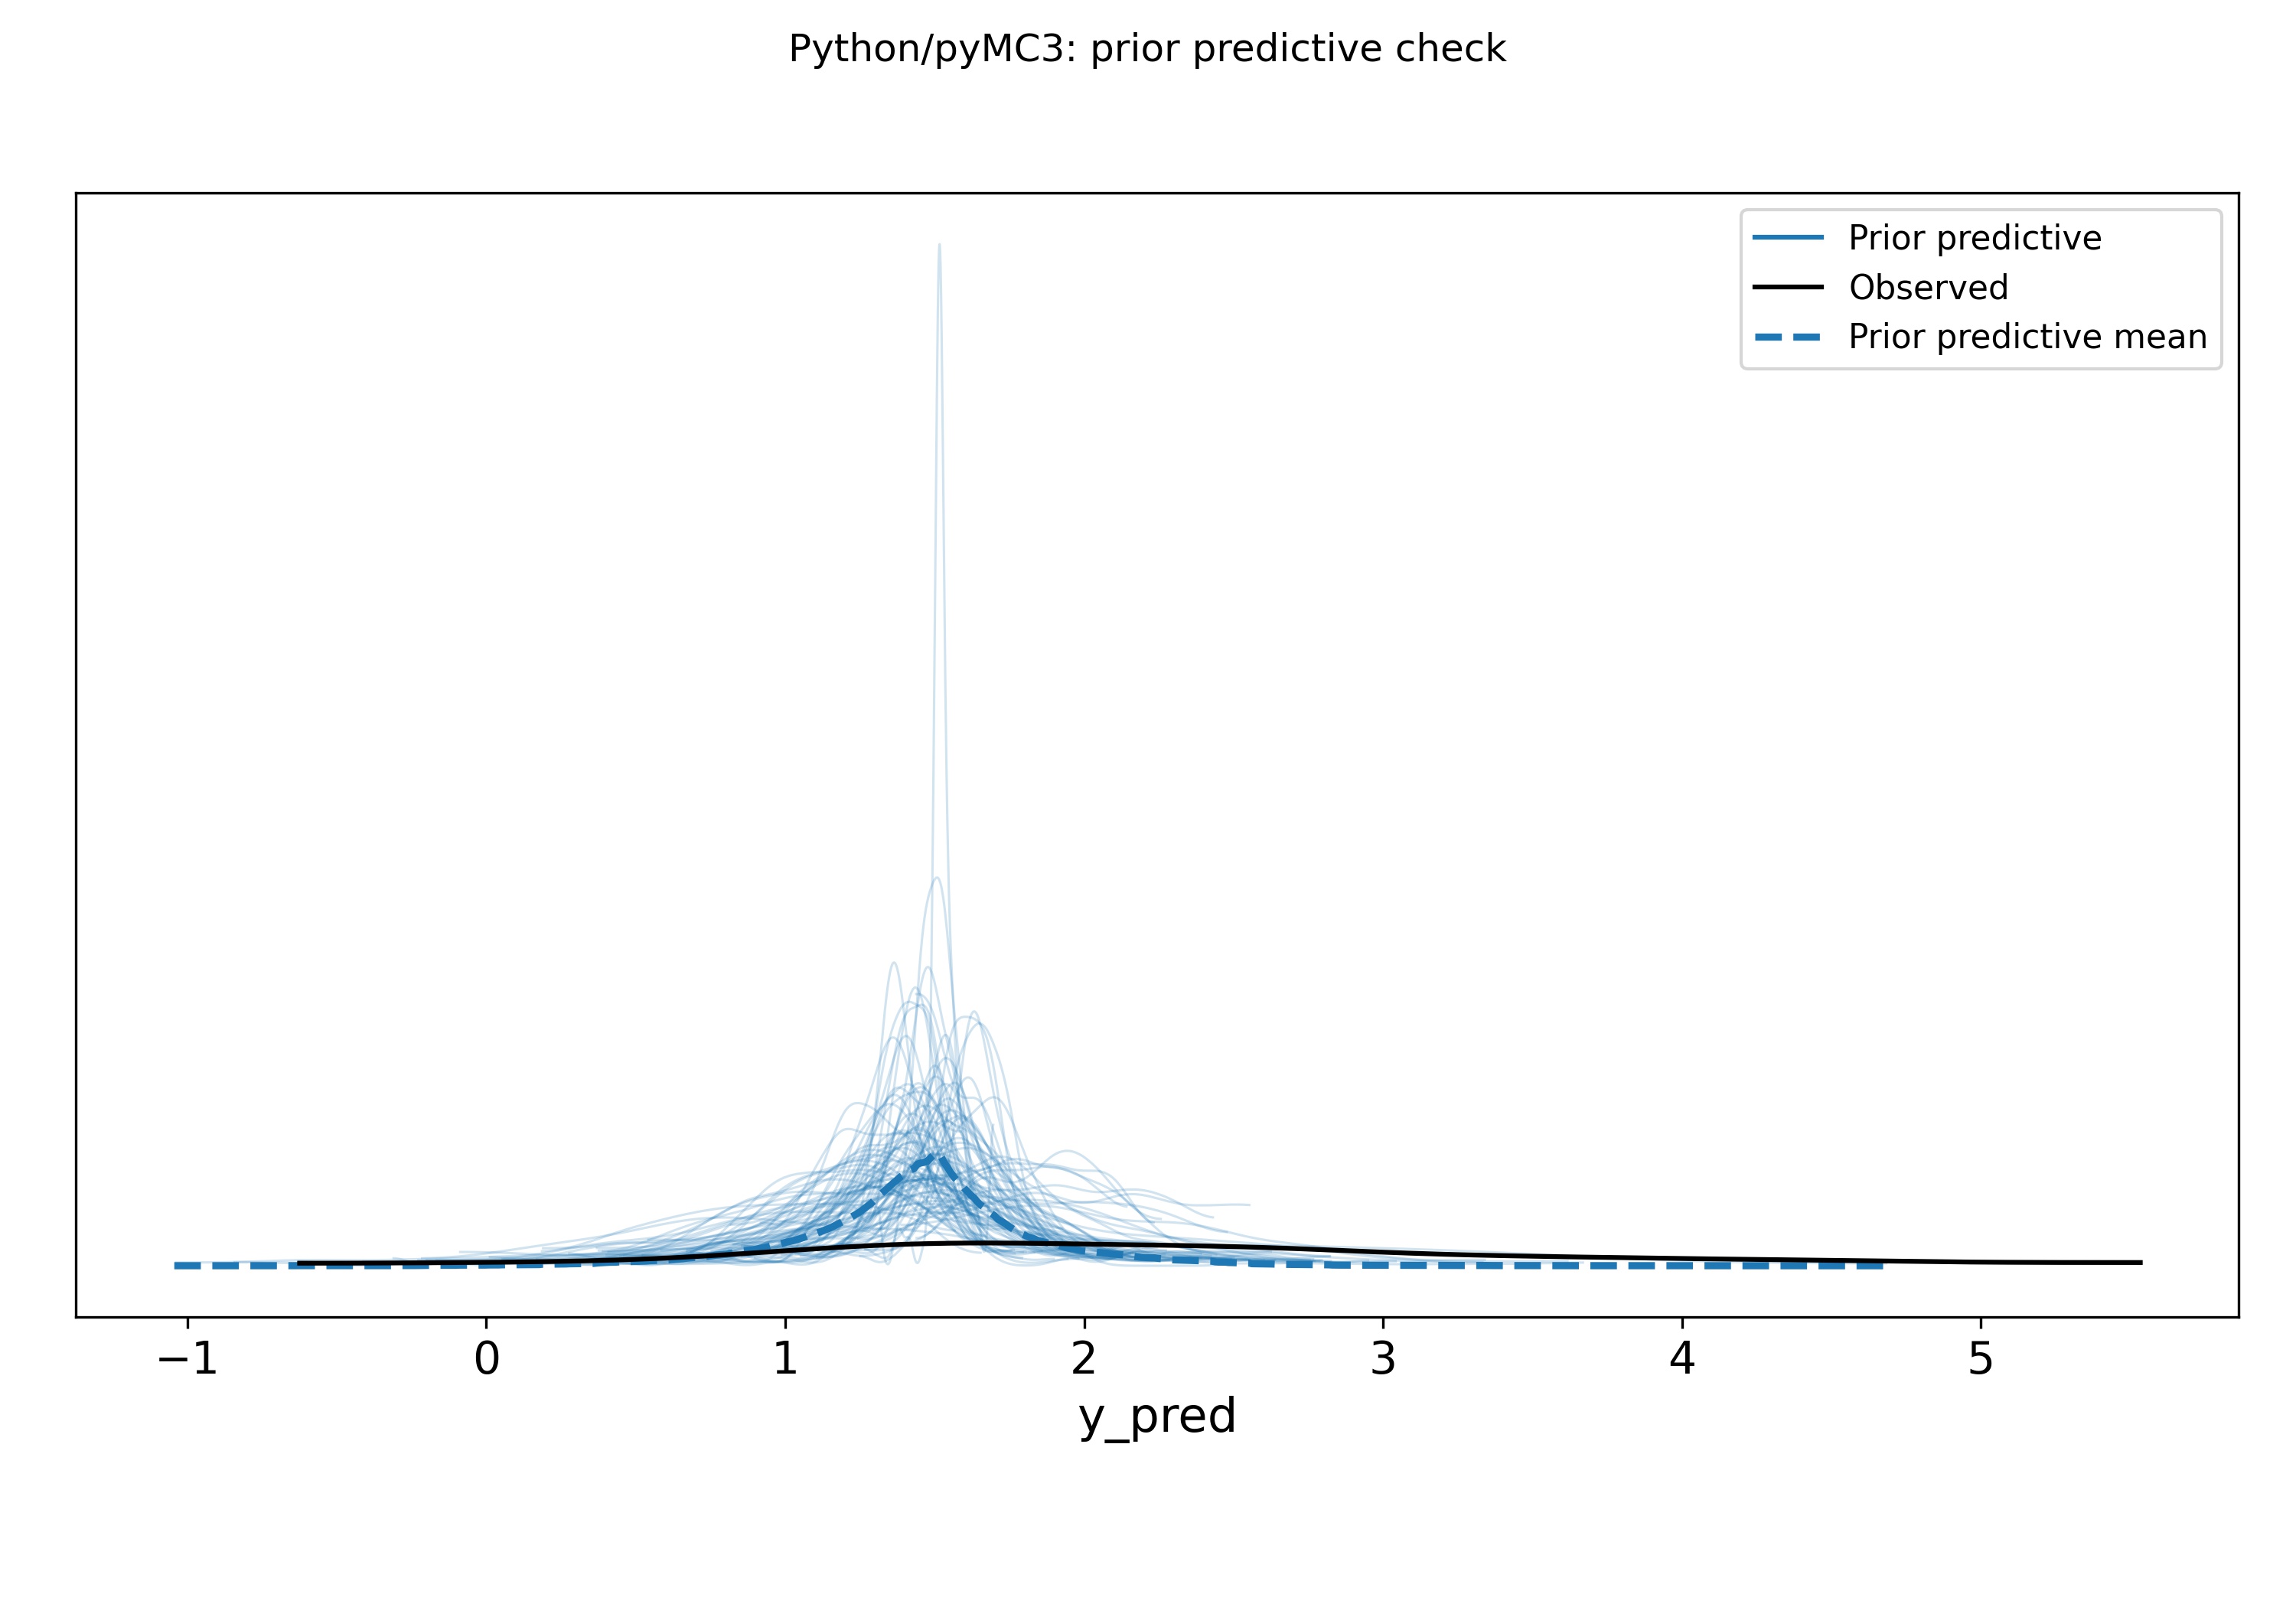 Python/pyMC3: prior predictive check
Prior predictive
Observed
Prior predictive mean
−1 0 1 2 3 4 5
y_pred